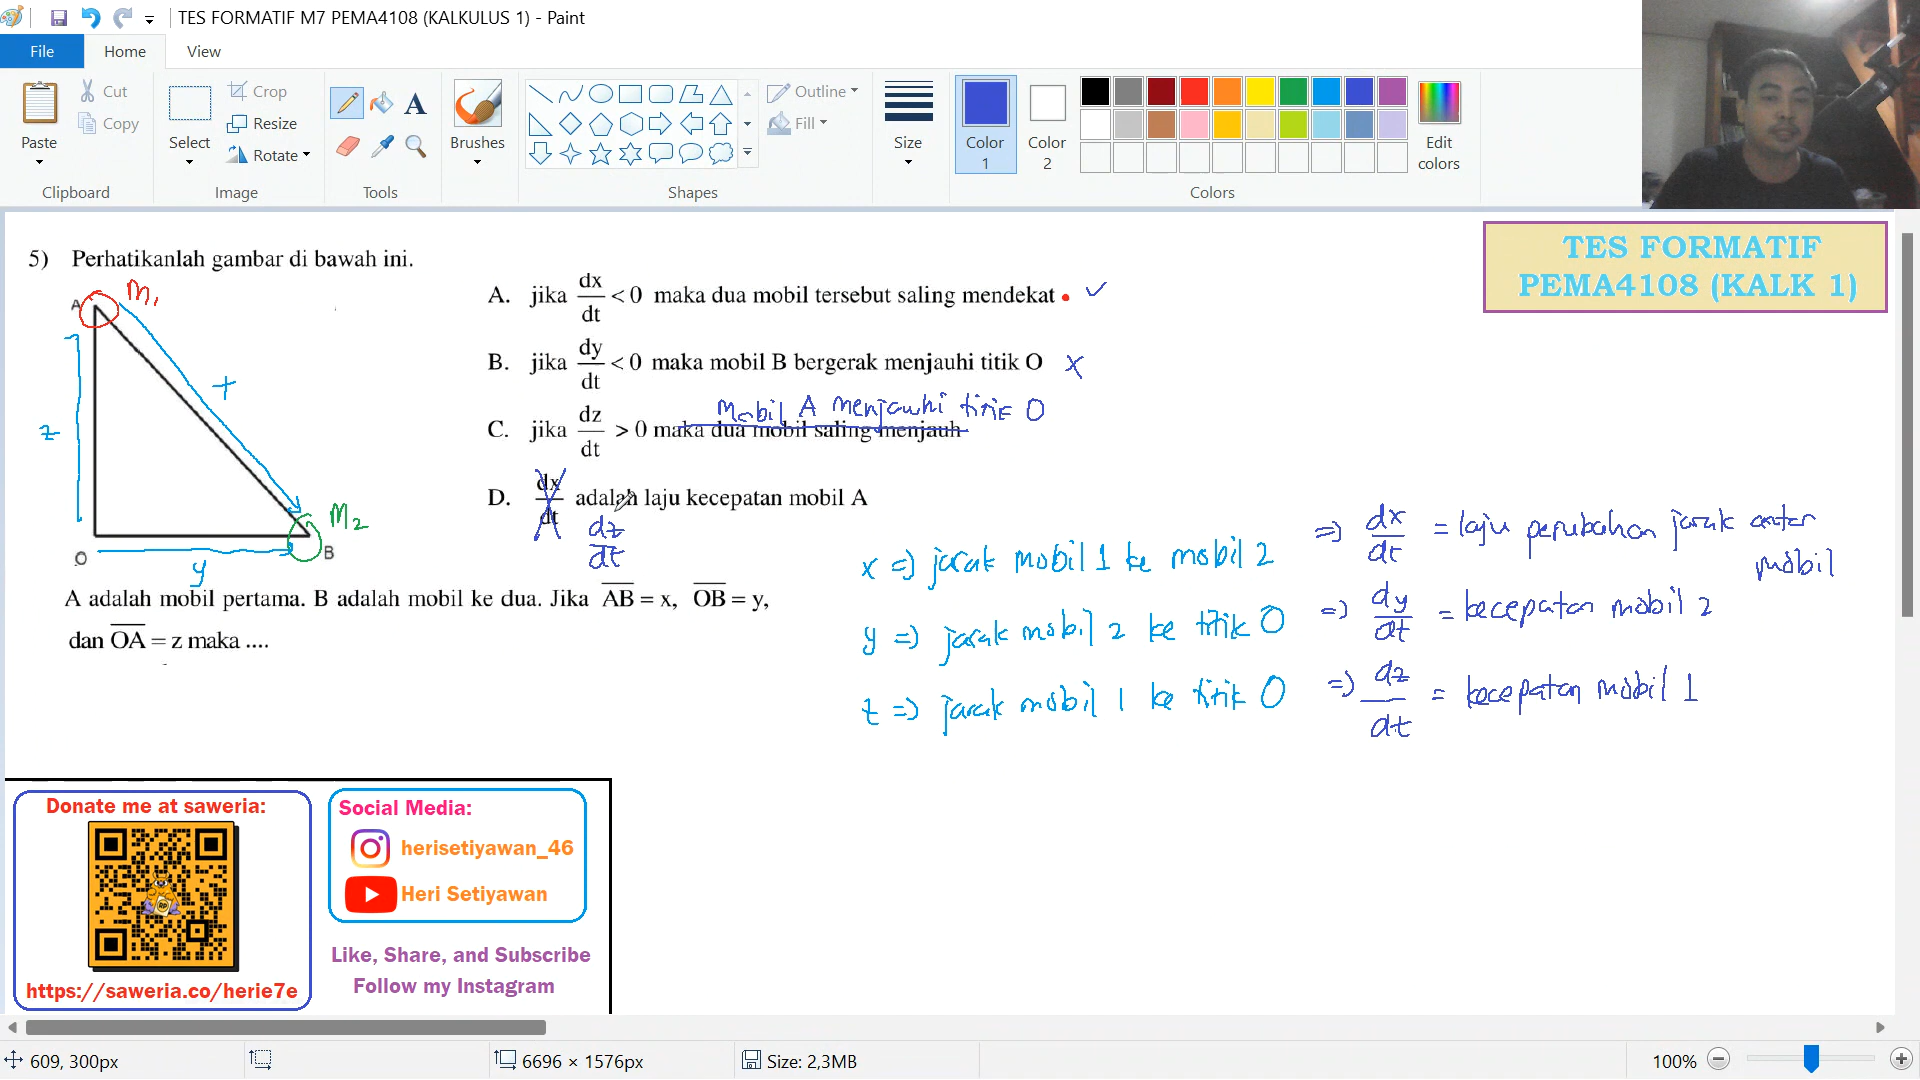 TES FORMATIF M7 PEMA4108 (KALKULUS 1) - Paint
File
Home
View
Paste
Cut
Copy
Clipboard
Select
Crop
Resize
Rotate
Image
Tools
Brushes
Shapes
Outline
Fill
Size
Color
1
Color
2
Edit
colors
Colors
TES FORMATIF
PEMA4108 (KALK 1)
5) Perhatikanlah gambar di bawah ini.
A
M1
x
z
O
y
M2
B
A. jika dx/dt < 0 maka dua mobil tersebut saling mendekat
B. jika dy/dt < 0 maka mobil B bergerak menjauhi titik O x
Mobil A menjauhi titik O
C. jika dz/dt > 0 maka dua mobil saling menjauh
D. dx/dt adalah laju kecepatan mobil A
dz/dt
A adalah mobil pertama. B adalah mobil ke dua. Jika AB = x, OB = y,
dan OA = z maka ....
x => jarak mobil 1 ke mobil 2
y => jarak mobil 2 ke titik O
z => jarak mobil 1 ke titik O
=> dx/dt = laju perubahan jarak antar
mobil
=> dy/dt = kecepatan mobil 2
=> dz/dt = kecepatan mobil 1
Donate me at saweria:
https://saweria.co/herie7e
Social Media:
herisetiyawan_46
Heri Setiyawan
Like, Share, and Subscribe
Follow my Instagram
609, 300px
6696 × 1576px
Size: 2,3MB
100%